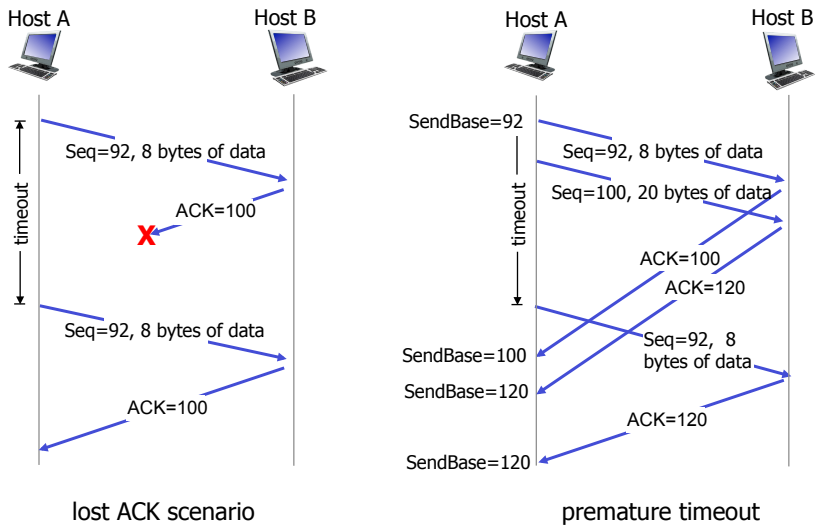 Host A
Host B
Seq=92, 8 bytes of data
timeout
ACK=100
X
Seq=92, 8 bytes of data
ACK=100
lost ACK scenario
Host A
Host B
SendBase=92
Seq=92, 8 bytes of data
Seq=100, 20 bytes of data
timeout
ACK=100
ACK=120
Seq=92, 8
bytes of data
SendBase=100
SendBase=120
ACK=120
SendBase=120
premature timeout